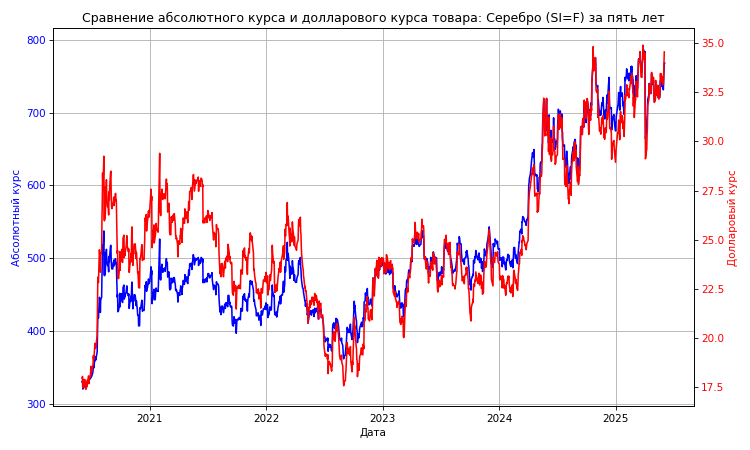 Сравнение абсолютного курса и долларового курса товара: Серебро (SI=F) за пять лет
Абсолютный курс
800
700
600
500
400
300
35.0
32.5
30.0
27.5
25.0
22.5
20.0
17.5
Долларовый курс
2021 2022 2023 2024 2025
Дата